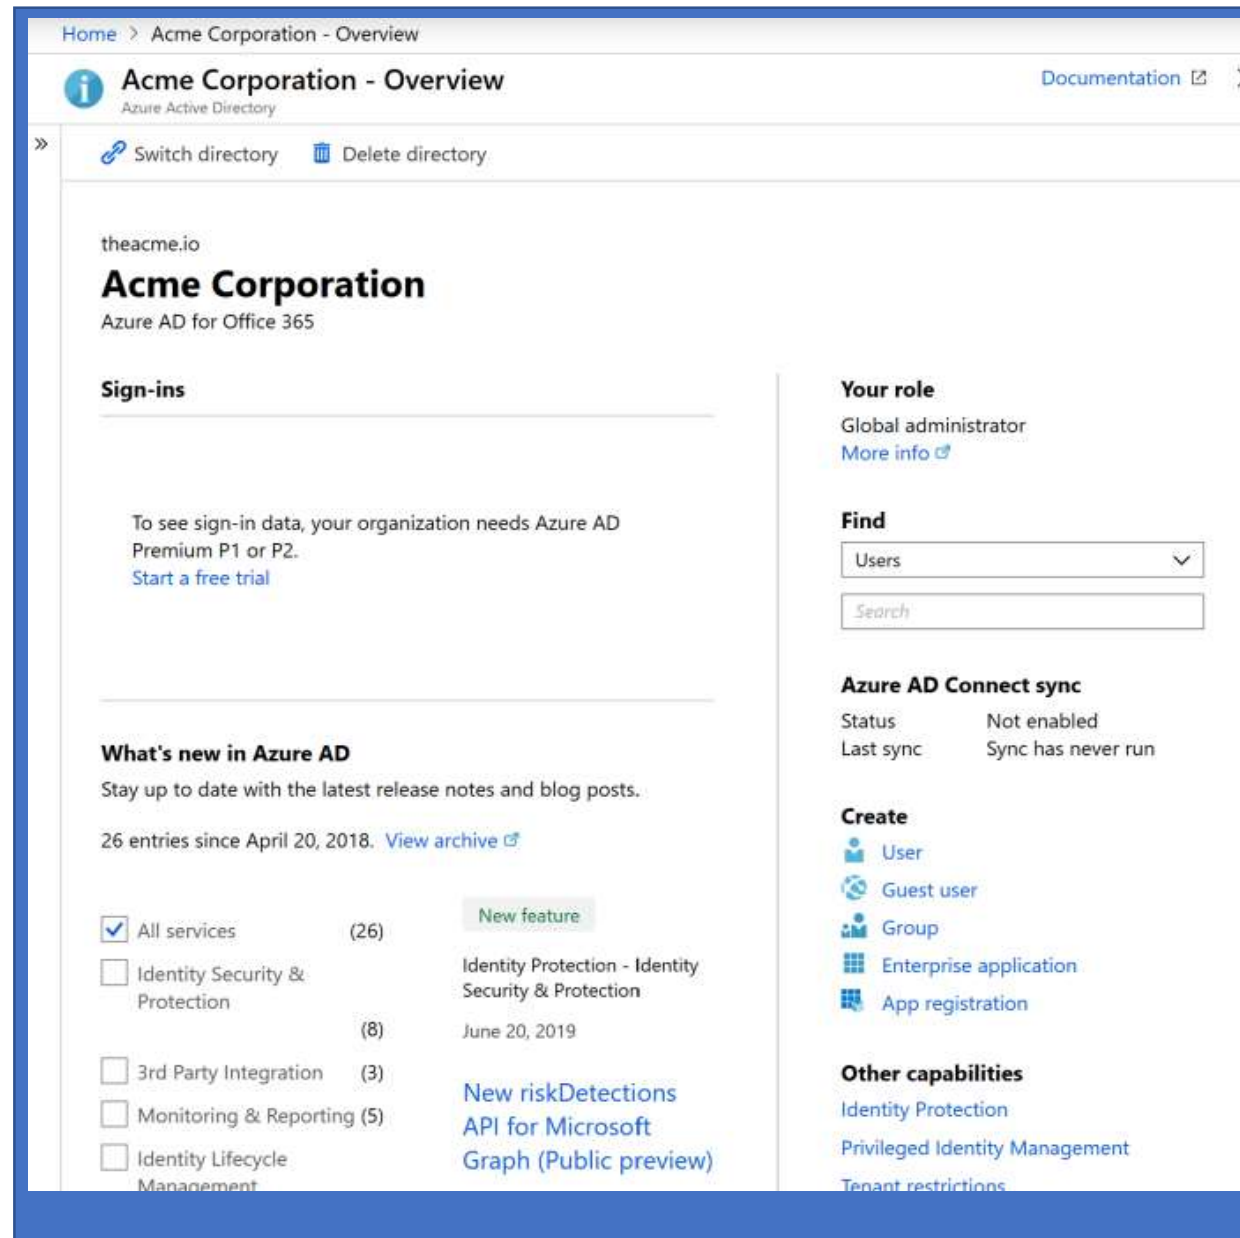 Home > Acme Corporation - Overview
Acme Corporation - Overview
Azure Active Directory
Documentation
»
Switch directory
Delete directory
theacme.io
Acme Corporation
Azure AD for Office 365
Sign-ins
To see sign-in data, your organization needs Azure AD
Premium P1 or P2.
Start a free trial
What's new in Azure AD
Stay up to date with the latest release notes and blog posts.
26 entries since April 20, 2018. View archive
All services (26)
Identity Security &
Protection
(8)
3rd Party Integration (3)
Monitoring & Reporting (5)
Identity Lifecycle
Management
New feature
Identity Protection - Identity
Security & Protection
June 20, 2019
New riskDetections
API for Microsoft
Graph (Public preview)
Your role
Global administrator
More info
Find
Users
Search
Azure AD Connect sync
Status Not enabled
Last sync Sync has never run
Create
User
Guest user
Group
Enterprise application
App registration
Other capabilities
Identity Protection
Privileged Identity Management
Tenant restrictions